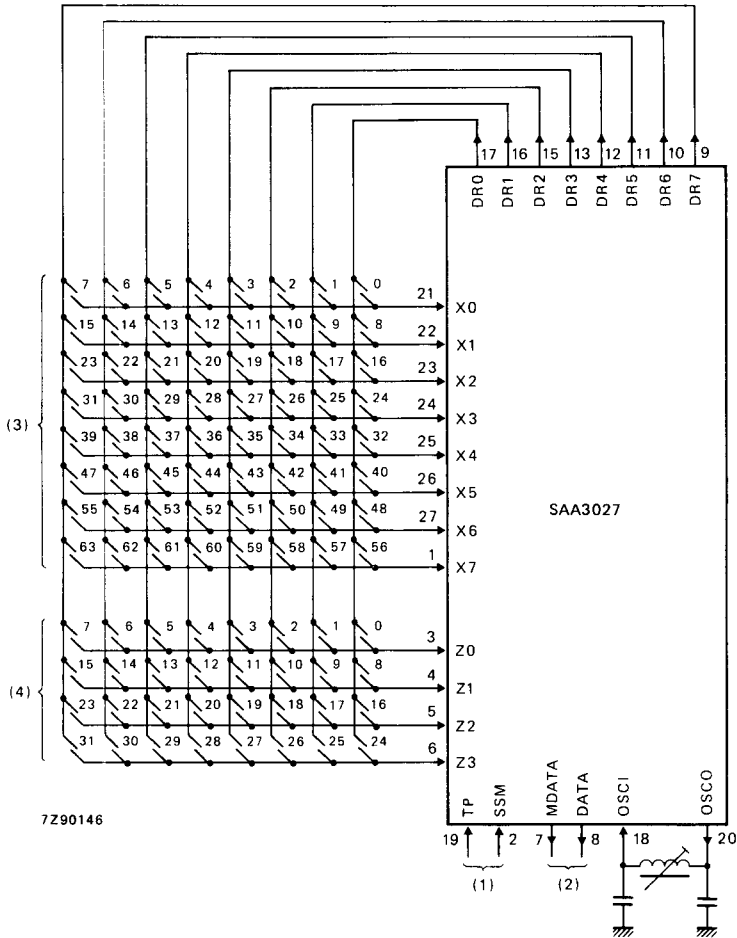 17 16 15 13 12 11 10 9
DR0 DR1 DR2 DR3 DR4 DR5 DR6 DR7
7 6 5 4 3 2 1 0 21 X0
15 14 13 12 11 10 9 8 22 X1
23 22 21 20 19 18 17 16 23 X2
31 30 29 28 27 26 25 24 24 X3
(3)
39 38 37 36 35 34 33 32 25 X4
47 46 45 44 43 42 41 40 26 X5
55 54 53 52 51 50 49 48 27 X6
SAA3027
63 62 61 60 59 58 57 56 1 X7
7 6 5 4 3 2 1 0 3 Z0
15 14 13 12 11 10 9 8 4 Z1
(4)
23 22 21 20 19 18 17 16 5 Z2
31 30 29 28 27 26 25 24 6 Z3
TP SSM MDATA DATA OSCI OSCO
7Z90146
19 2 7 8 18 20
(1) (2)